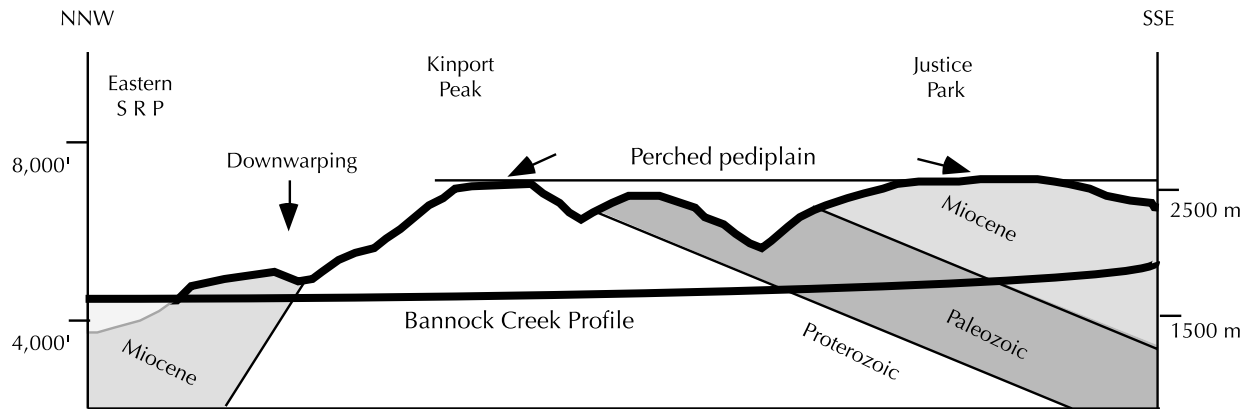 NNW
SSE
Eastern
S R P
Kinport
Peak
Justice
Park
8,000'
Downwarping
Perched pediplain
2500 m
Miocene
4,000'
Bannock Creek Profile
1500 m
Miocene
Proterozoic
Paleozoic